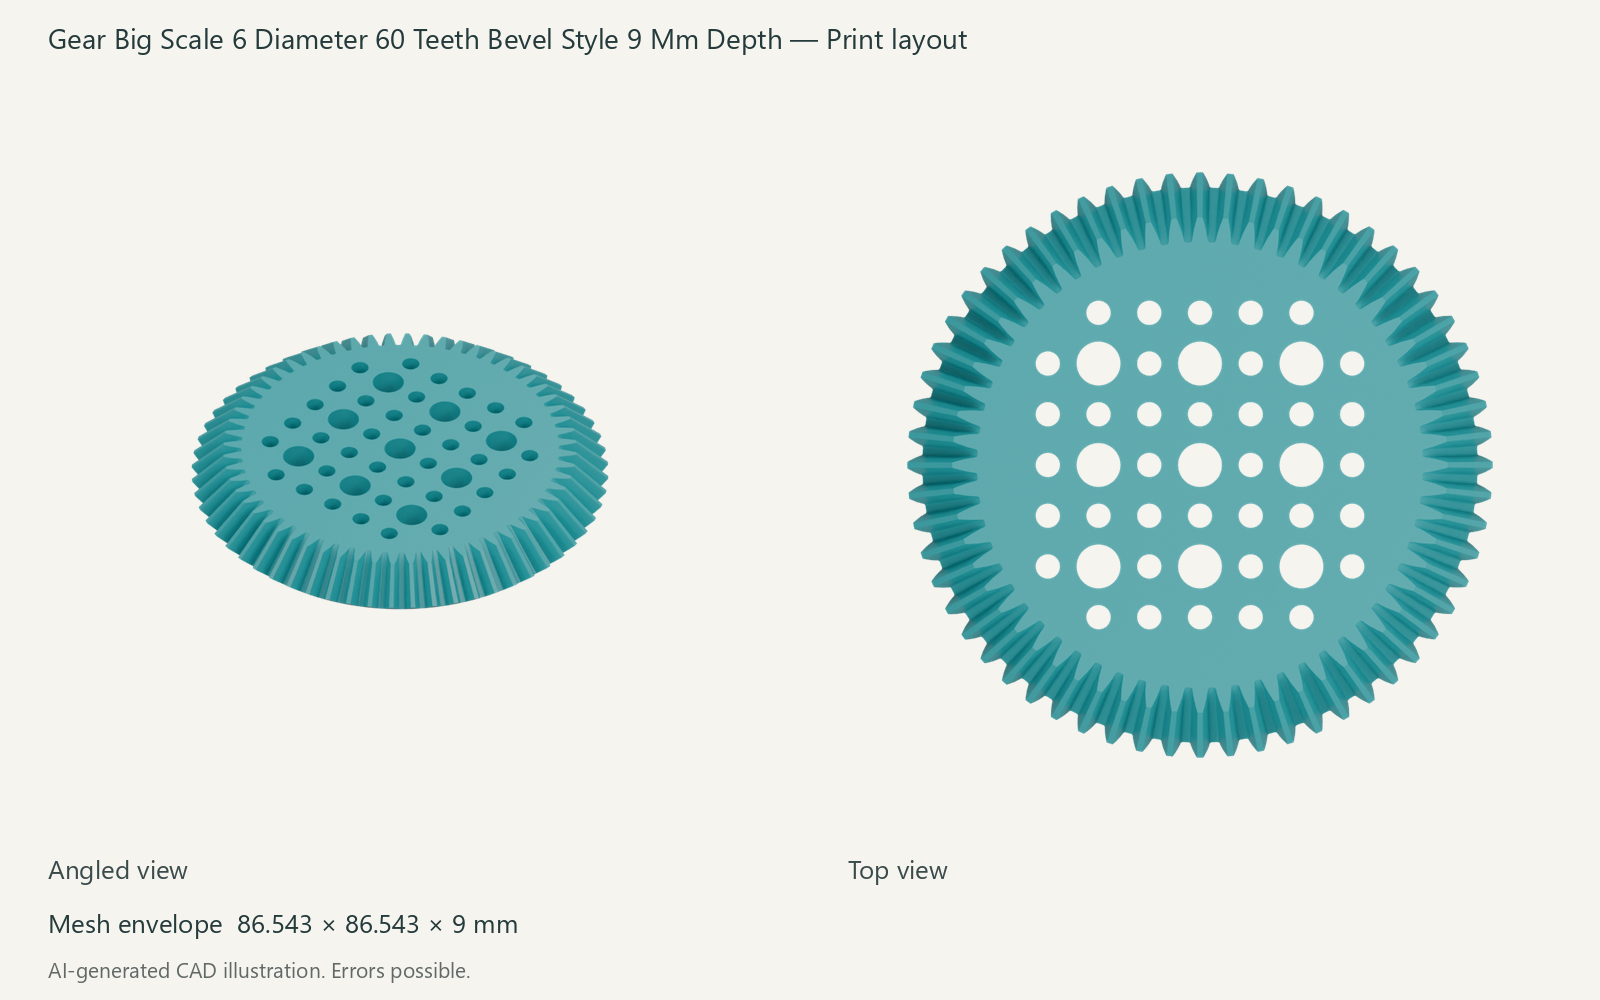 Gear Big Scale 6 Diameter 60 Teeth Bevel Style 9 Mm Depth — Print layout
Angled view
Top view
Mesh envelope 86.543 × 86.543 × 9 mm
AI-generated CAD illustration. Errors possible.